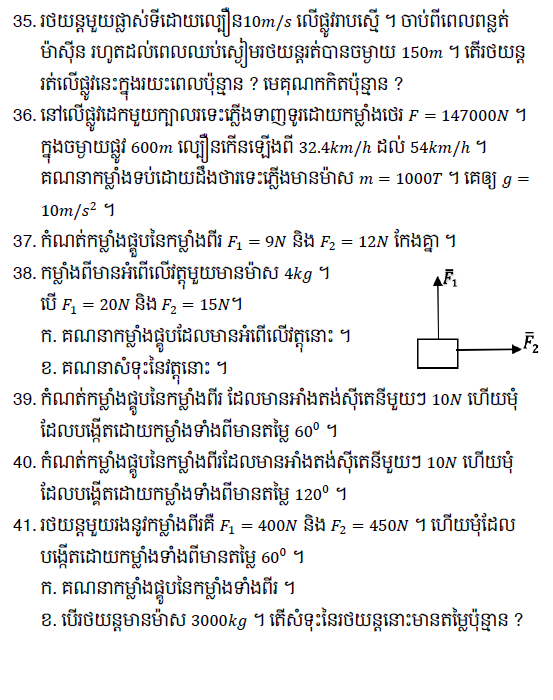 35. រថយន្តមួយផ្លាស់ទីដោយល្បឿន10m/s លើផ្លូវរាបស្មើ ។ ចាប់ពីពេលពន្លត់
ម៉ាស៊ីន រហូតដល់ពេលឈប់ស្ងៀមរថយន្តរត់បានចម្ងាយ 150m ។ តើរថយន្ត
រត់លើផ្លូវនេះក្នុងរយះពេលប៉ុន្មាន ? មេគុណកកិតប៉ុន្មាន ?
36. នៅលើផ្លូវដេកមួយក្បាលរទេះភ្លើងទាញទូរដោយកម្លាំងថេរ F = 147000N ។
ក្នុងចម្ងាយផ្លូវ 600m ល្បឿនកើនឡើងពី 32.4km/h ដល់ 54km/h ។
គណនាកម្លាំងទប់ដោយដឹងថារទេះភ្លើងមានម៉ាស m = 1000T ។ គេឲ្យ g =
10m/s² ។
37. កំណត់កម្លាំងផ្គួបនៃកម្លាំងពីរ F₁ = 9N និង F₂ = 12N កែងគ្នា ។
38. កម្លាំងពីមានអំពើលើវត្ថុមួយមានម៉ាស 4kg ។
បើ F₁ = 20N និង F₂ = 15N។
ក. គណនាកម្លាំងផ្គួបដែលមានអំពើលើវត្ថុនោះ ។
ខ. គណនាសំទុះនៃវត្ថុនោះ ។
F̅₁
F̅₂
39. កំណត់កម្លាំងផ្គួបនៃកម្លាំងពីរ ដែលមានអាំងតង់ស៊ីតេនីមួយៗ 10N ហើយមុំ
ដែលបង្កើតដោយកម្លាំងទាំងពីមានតម្លៃ 60⁰ ។
40. កំណត់កម្លាំងផ្គួបនៃកម្លាំងពីរដែលមានអាំងតង់ស៊ីតេនីមួយៗ 10N ហើយមុំ
ដែលបង្កើតដោយកម្លាំងទាំងពីមានតម្លៃ 120⁰ ។
41. រថយន្តមួយរងនូវកម្លាំងពីរគឺ F₁ = 400N និង F₂ = 450N ។ ហើយមុំដែល
បង្កើតដោយកម្លាំងទាំងពីមានតម្លៃ 60⁰ ។
ក. គណនាកម្លាំងផ្គួបនៃកម្លាំងទាំងពីរ ។
ខ. បើរថយន្តមានម៉ាស 3000kg ។ តើសំទុះនៃរថយន្តនោះមានតម្លៃប៉ុន្មាន ?